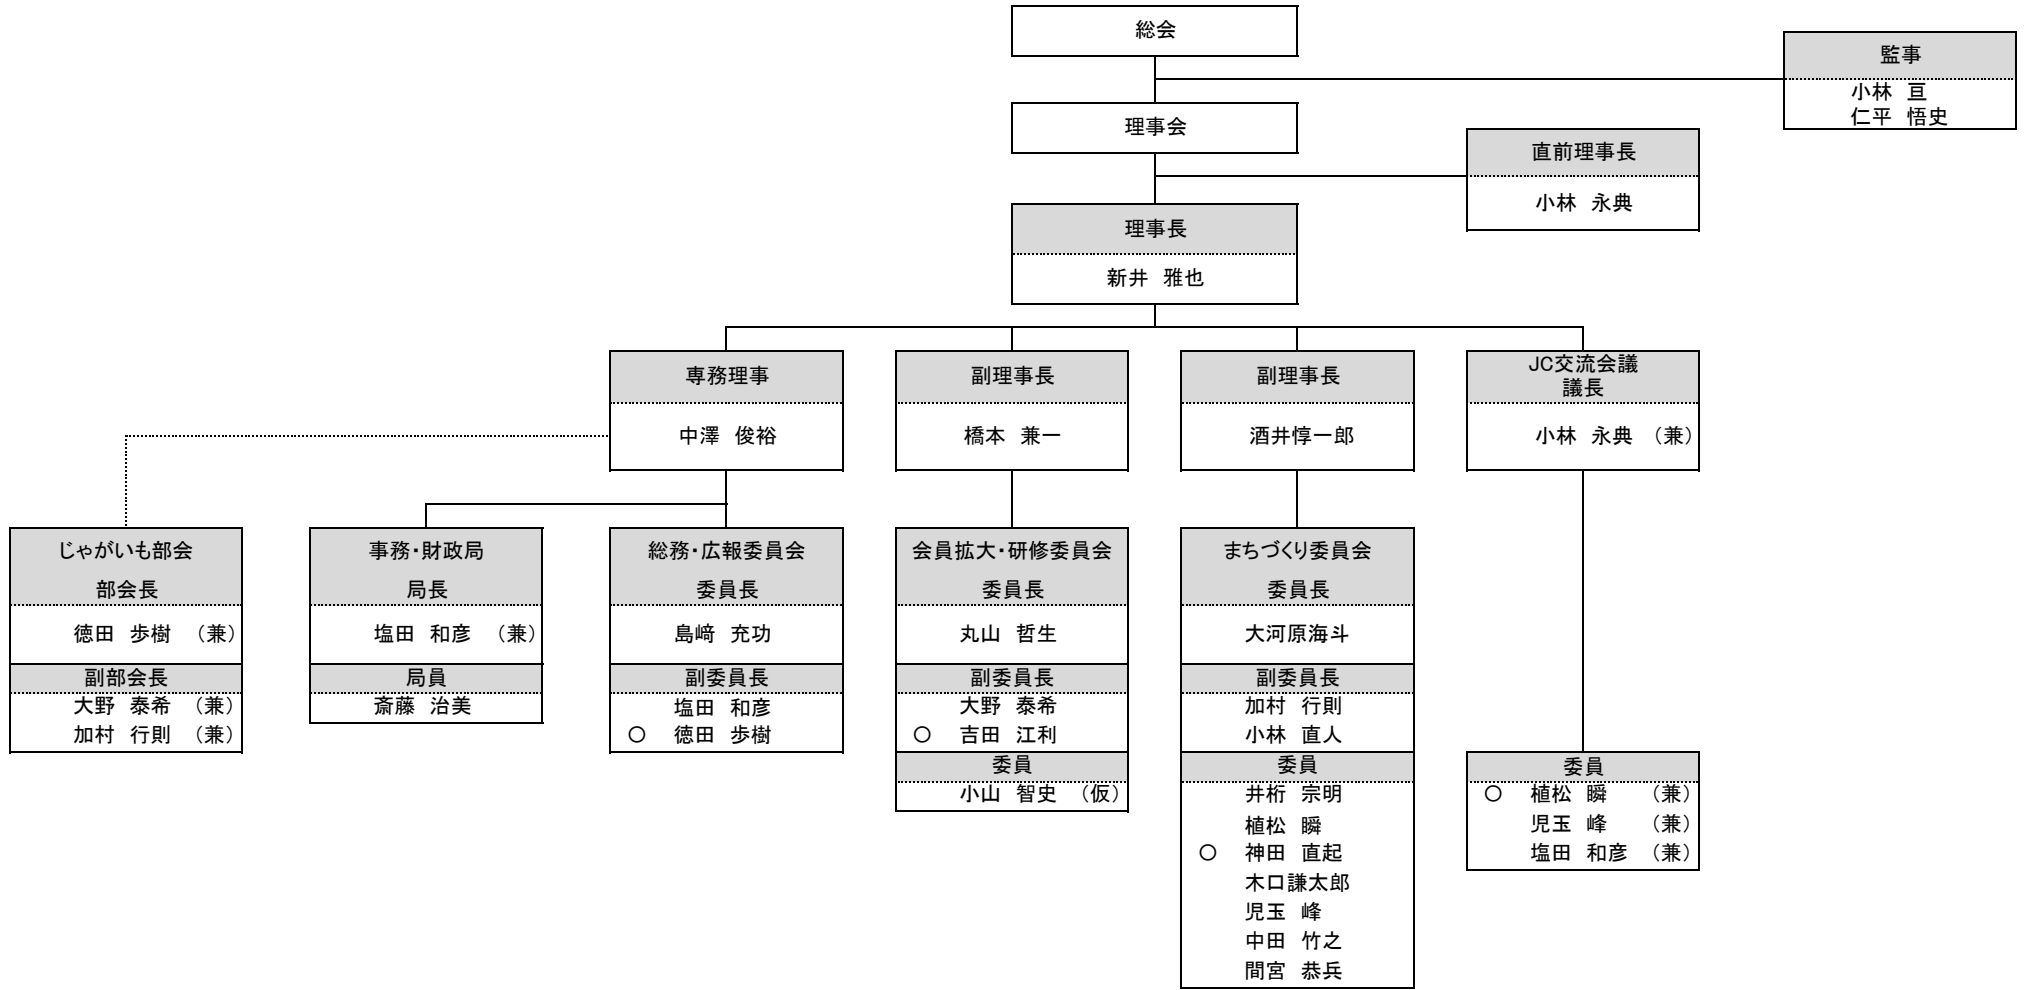 総会
監事
小林 亘
仁平 悟史
理事会
直前理事長
小林 永典
理事長
新井 雅也
専務理事
中澤 俊裕
副理事長
橋本 兼一
副理事長
酒井惇一郎
JC交流会議
議長
小林 永典 （兼）
じゃがいも部会
部会長
徳田 歩樹 （兼）
副部会長
大野 泰希 （兼）
加村 行則 （兼）
事務・財政局
局長
塩田 和彦 （兼）
局員
斎藤 治美
総務・広報委員会
委員長
島﨑 充功
副委員長
塩田 和彦
○ 徳田 歩樹
会員拡大・研修委員会
委員長
丸山 哲生
副委員長
大野 泰希
○ 吉田 江利
委員
小山 智史 （仮）
まちづくり委員会
委員長
大河原海斗
副委員長
加村 行則
小林 直人
委員
井桁 宗明
植松 瞬
○ 神田 直起
木口謙太郎
児玉 峰
中田 竹之
間宮 恭兵
委員
○ 植松 瞬 （兼）
児玉 峰 （兼）
塩田 和彦 （兼）